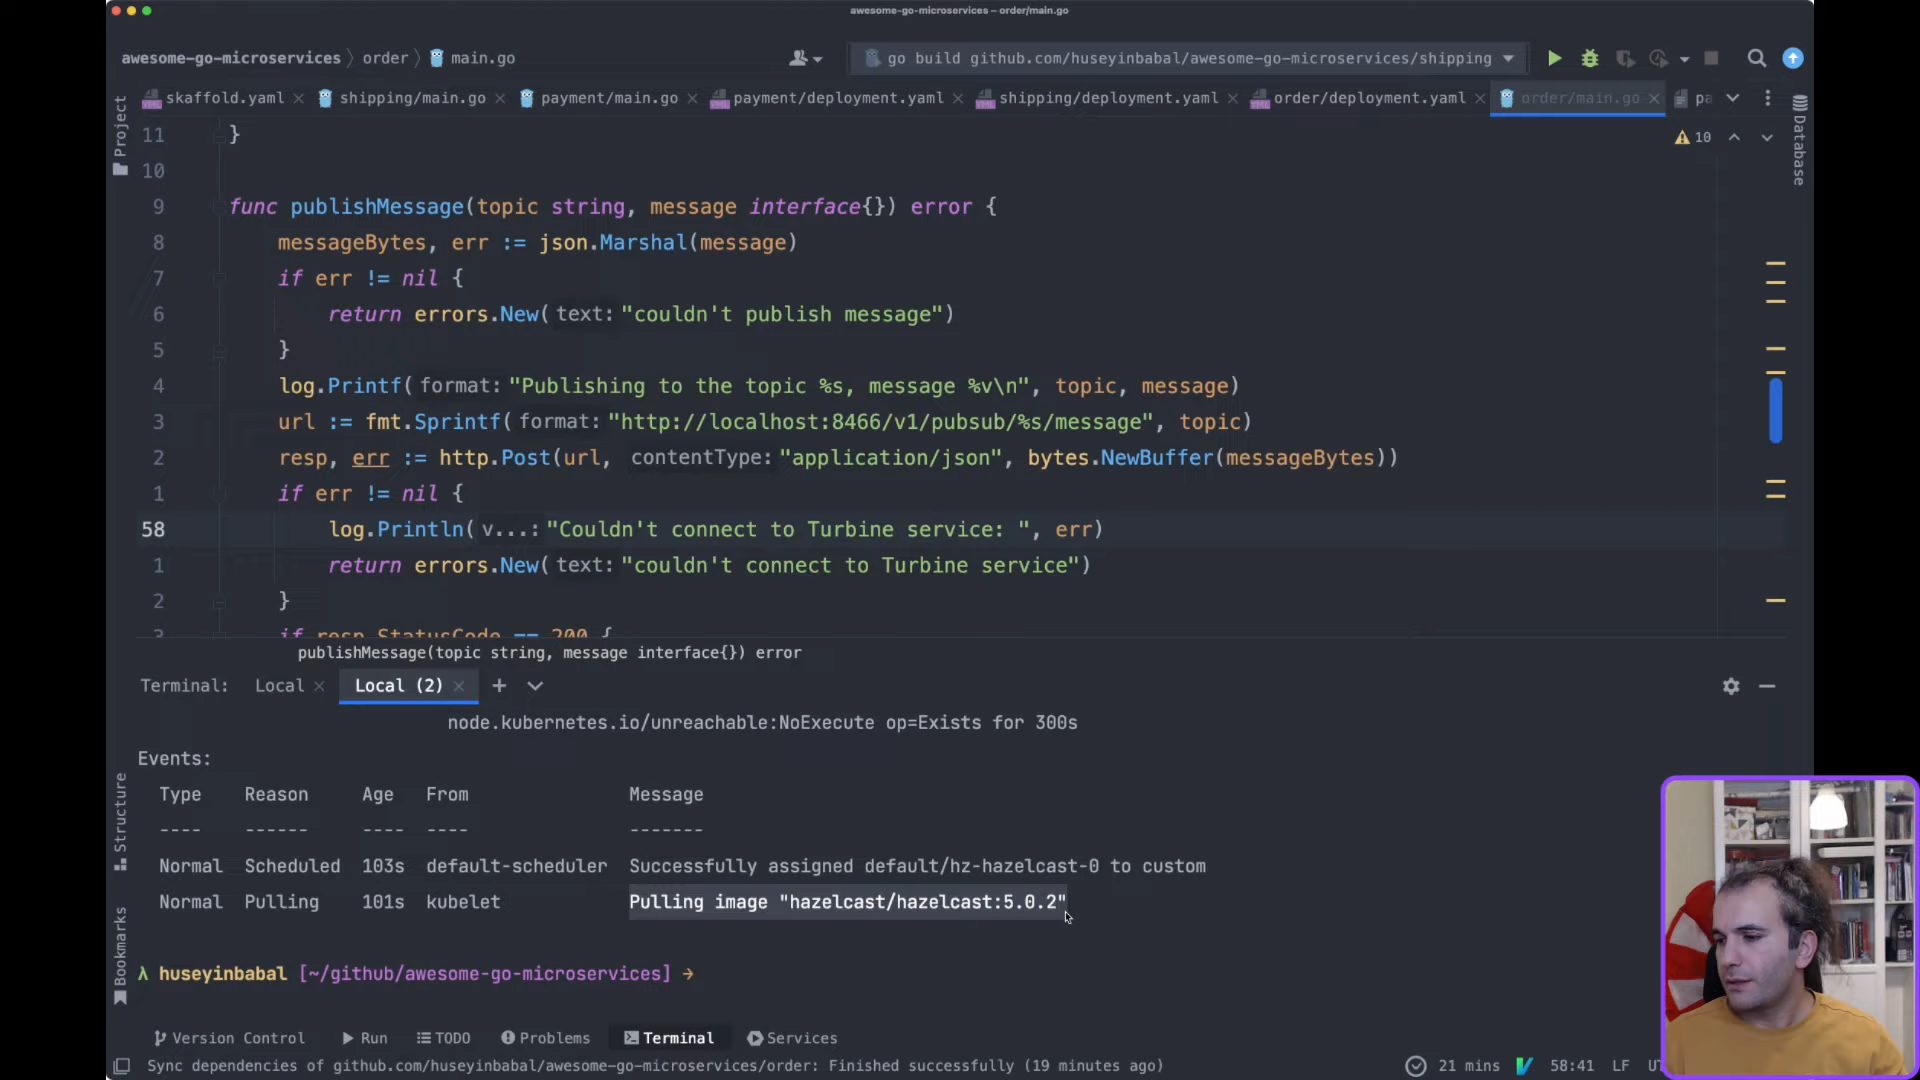 awesome-go-microservices – order/main.go
awesome-go-microservices order main.go
go build github.com/huseyinbabal/awesome-go-microservices/shipping
skaffold.yaml shipping/main.go payment/main.go payment/deployment.yaml shipping/deployment.yaml order/deployment.yaml order/main.go pa
Project
Database
10
11 }
10
9 func publishMessage(topic string, message interface{}) error {
8 messageBytes, err := json.Marshal(message)
7 if err != nil {
6 return errors.New( text: "couldn't publish message")
5 }
4 log.Printf( format: "Publishing to the topic %s, message %v\n", topic, message)
3 url := fmt.Sprintf( format: "http://localhost:8466/v1/pubsub/%s/message", topic)
2 resp, err := http.Post(url, contentType: "application/json", bytes.NewBuffer(messageBytes))
1 if err != nil {
58 log.Println( v...: "Couldn't connect to Turbine service: ", err)
1 return errors.New( text: "couldn't connect to Turbine service")
2 }
3 if resp.StatusCode == 200 {
publishMessage(topic string, message interface{}) error
Terminal: Local Local (2)
node.kubernetes.io/unreachable:NoExecute op=Exists for 300s
Events:
Type Reason Age From Message
---- ------ ---- ---- -------
Normal Scheduled 103s default-scheduler Successfully assigned default/hz-hazelcast-0 to custom
Normal Pulling 101s kubelet Pulling image "hazelcast/hazelcast:5.0.2"
λ huseyinbabal [~/github/awesome-go-microservices] →
Structure
Bookmarks
Version Control Run TODO Problems Terminal Services
Sync dependencies of github.com/huseyinbabal/awesome-go-microservices/order: Finished successfully (19 minutes ago) 21 mins 58:41 LF